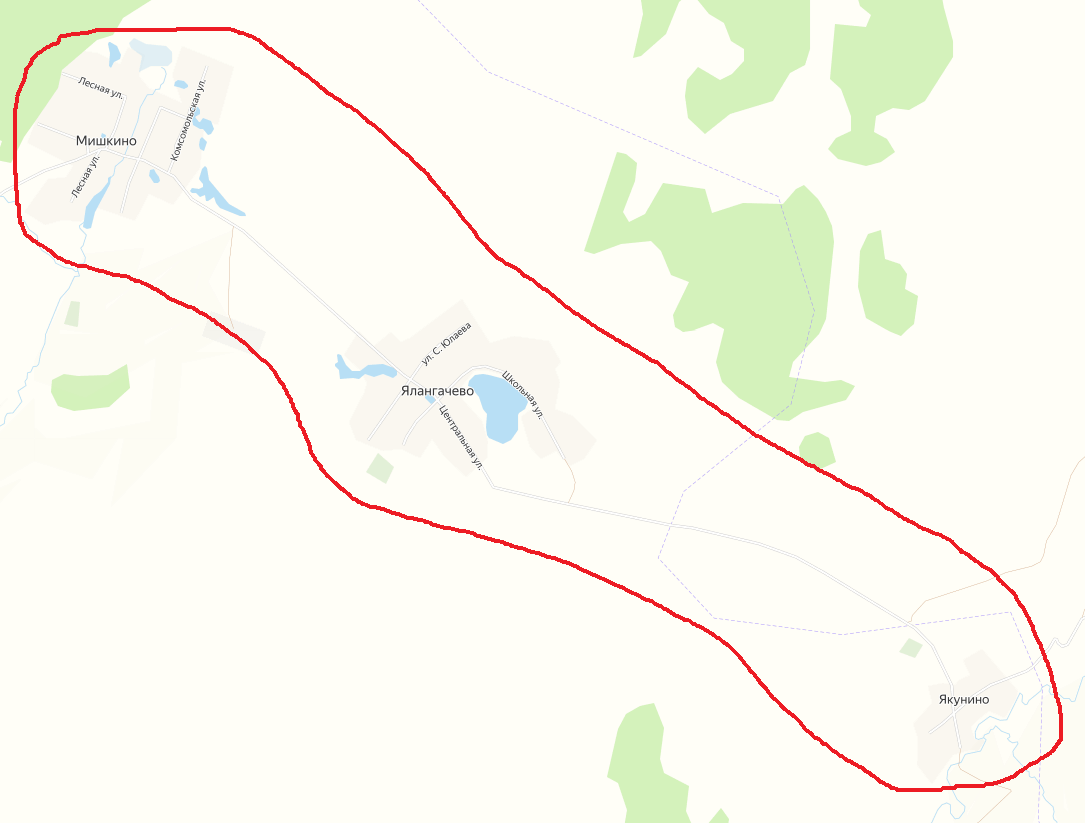 Лесная ул.
Комсомольская ул.
Мишкино
Лесная ул.
ул. С. Юлаева
Школьная ул.
Ялангачево
Центральная ул.
Якунино